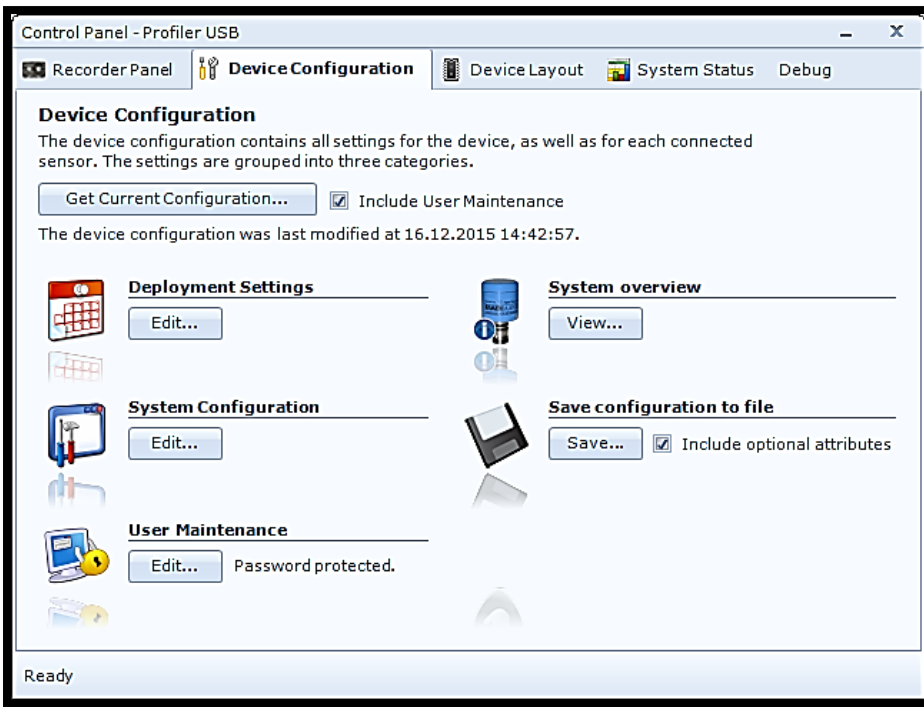 Control Panel - Profiler USB
Recorder Panel Device Configuration Device Layout System Status Debug
Device Configuration
The device configuration contains all settings for the device, as well as for each connected
sensor. The settings are grouped into three categories.
Get Current Configuration... Include User Maintenance
The device configuration was last modified at 16.12.2015 14:42:57.
Deployment Settings
Edit...
System overview
View...
System Configuration
Edit...
Save configuration to file
Save... Include optional attributes
User Maintenance
Edit... Password protected.
Ready